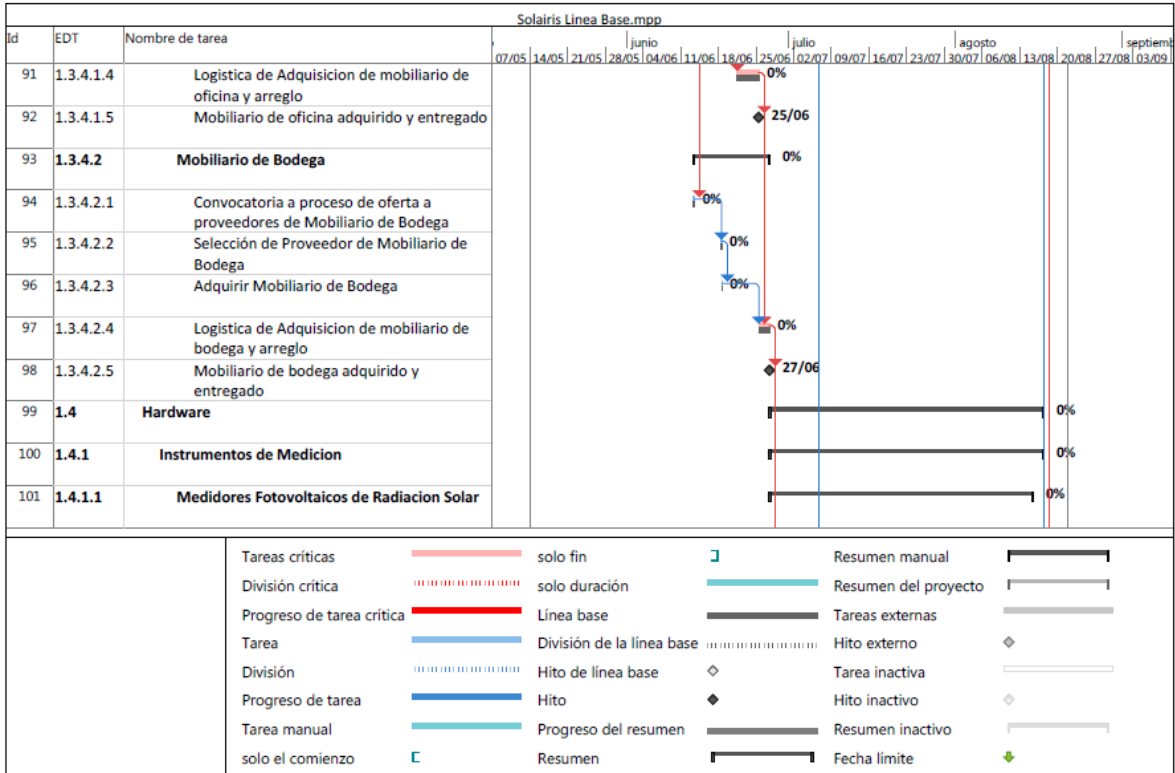 Solairis Linea Base.mpp
Id EDT Nombre de tarea
junio julio agosto septiemb
07/05 14/05 21/05 28/05 04/06 11/06 18/06 25/06 02/07 09/07 16/07 23/07 30/07 06/08 13/08 20/08 27/08 03/09
91 1.3.4.1.4 Logistica de Adquisicion de mobiliario de 0%
oficina y arreglo
92 1.3.4.1.5 Mobiliario de oficina adquirido y entregado 25/06
93 1.3.4.2 Mobiliario de Bodega 0%
94 1.3.4.2.1 Convocatoria a proceso de oferta a 0%
proveedores de Mobiliario de Bodega
95 1.3.4.2.2 Selección de Proveedor de Mobiliario de 0%
Bodega
96 1.3.4.2.3 Adquirir Mobiliario de Bodega 0%
97 1.3.4.2.4 Logistica de Adquisicion de mobiliario de 0%
bodega y arreglo
98 1.3.4.2.5 Mobiliario de bodega adquirido y 27/06
entregado
99 1.4 Hardware 0%
100 1.4.1 Instrumentos de Medicion 0%
101 1.4.1.1 Medidores Fotovoltaicos de Radiacion Solar 0%
Tareas críticas solo fin Resumen manual
División crítica solo duración Resumen del proyecto
Progreso de tarea crítica Línea base Tareas externas
Tarea División de la línea base Hito externo
División Hito de línea base Tarea inactiva
Progreso de tarea Hito Hito inactivo
Tarea manual Progreso del resumen Resumen inactivo
solo el comienzo Resumen Fecha límite